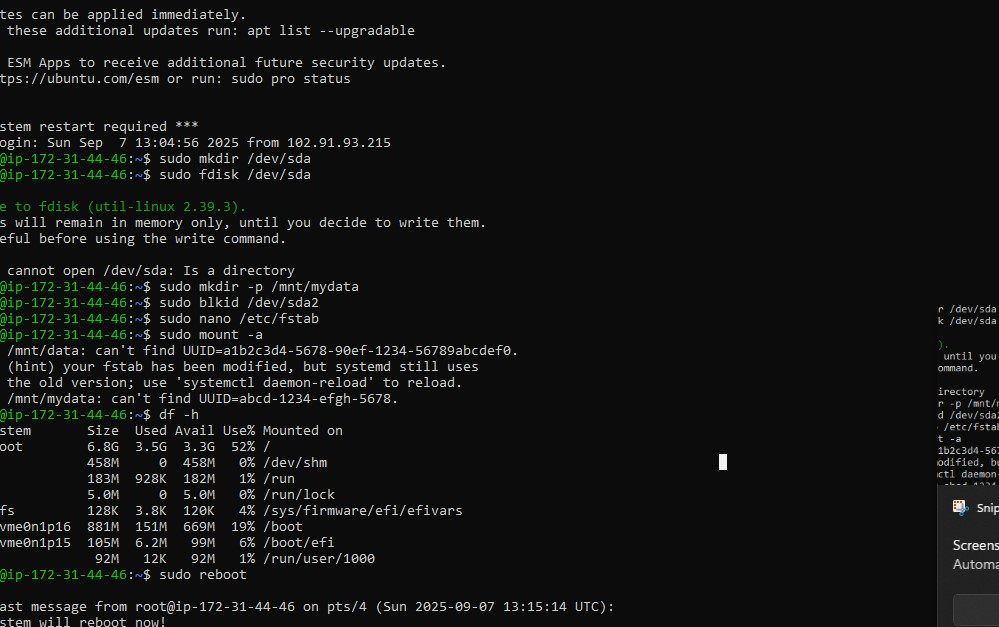 tes can be applied immediately.
these additional updates run: apt list --upgradable
ESM Apps to receive additional future security updates.
tps://ubuntu.com/esm or run: sudo pro status
stem restart required ***
ogin: Sun Sep  7 13:04:56 2025 from 102.91.93.215
@ip-172-31-44-46:~$ sudo mkdir /dev/sda
@ip-172-31-44-46:~$ sudo fdisk /dev/sda
e to fdisk (util-linux 2.39.3).
s will remain in memory only, until you decide to write them.
eful before using the write command.
cannot open /dev/sda: Is a directory
@ip-172-31-44-46:~$ sudo mkdir -p /mnt/mydata
@ip-172-31-44-46:~$ sudo blkid /dev/sda2
@ip-172-31-44-46:~$ sudo nano /etc/fstab
@ip-172-31-44-46:~$ sudo mount -a
/mnt/data: can't find UUID=a1b2c3d4-5678-90ef-1234-56789abcdef0.
(hint) your fstab has been modified, but systemd still uses
the old version; use 'systemctl daemon-reload' to reload.
/mnt/mydata: can't find UUID=abcd-1234-efgh-5678.
@ip-172-31-44-46:~$ df -h
stem       Size  Used Avail Use% Mounted on
oot        6.8G  3.5G  3.3G  52% /
458M     0  458M   0% /dev/shm
183M  928K  182M   1% /run
5.0M     0  5.0M   0% /run/lock
fs         128K  3.8K  120K   4% /sys/firmware/efi/efivars
vme0n1p16  881M  151M  669M  19% /boot
vme0n1p15  105M  6.2M   99M   6% /boot/efi
92M   12K   92M   1% /run/user/1000
@ip-172-31-44-46:~$ sudo reboot
ast message from root@ip-172-31-44-46 on pts/4 (Sun 2025-09-07 13:15:14 UTC):
stem will reboot now!
r /dev/sda
k /dev/sda
).
until you
ommand.
irectory
r -p /mnt/m
d /dev/sda2
/etc/fstab
t -a
1b2c3d4-567
odified, bu
ctl daemon-
Snip
Screens
Automa